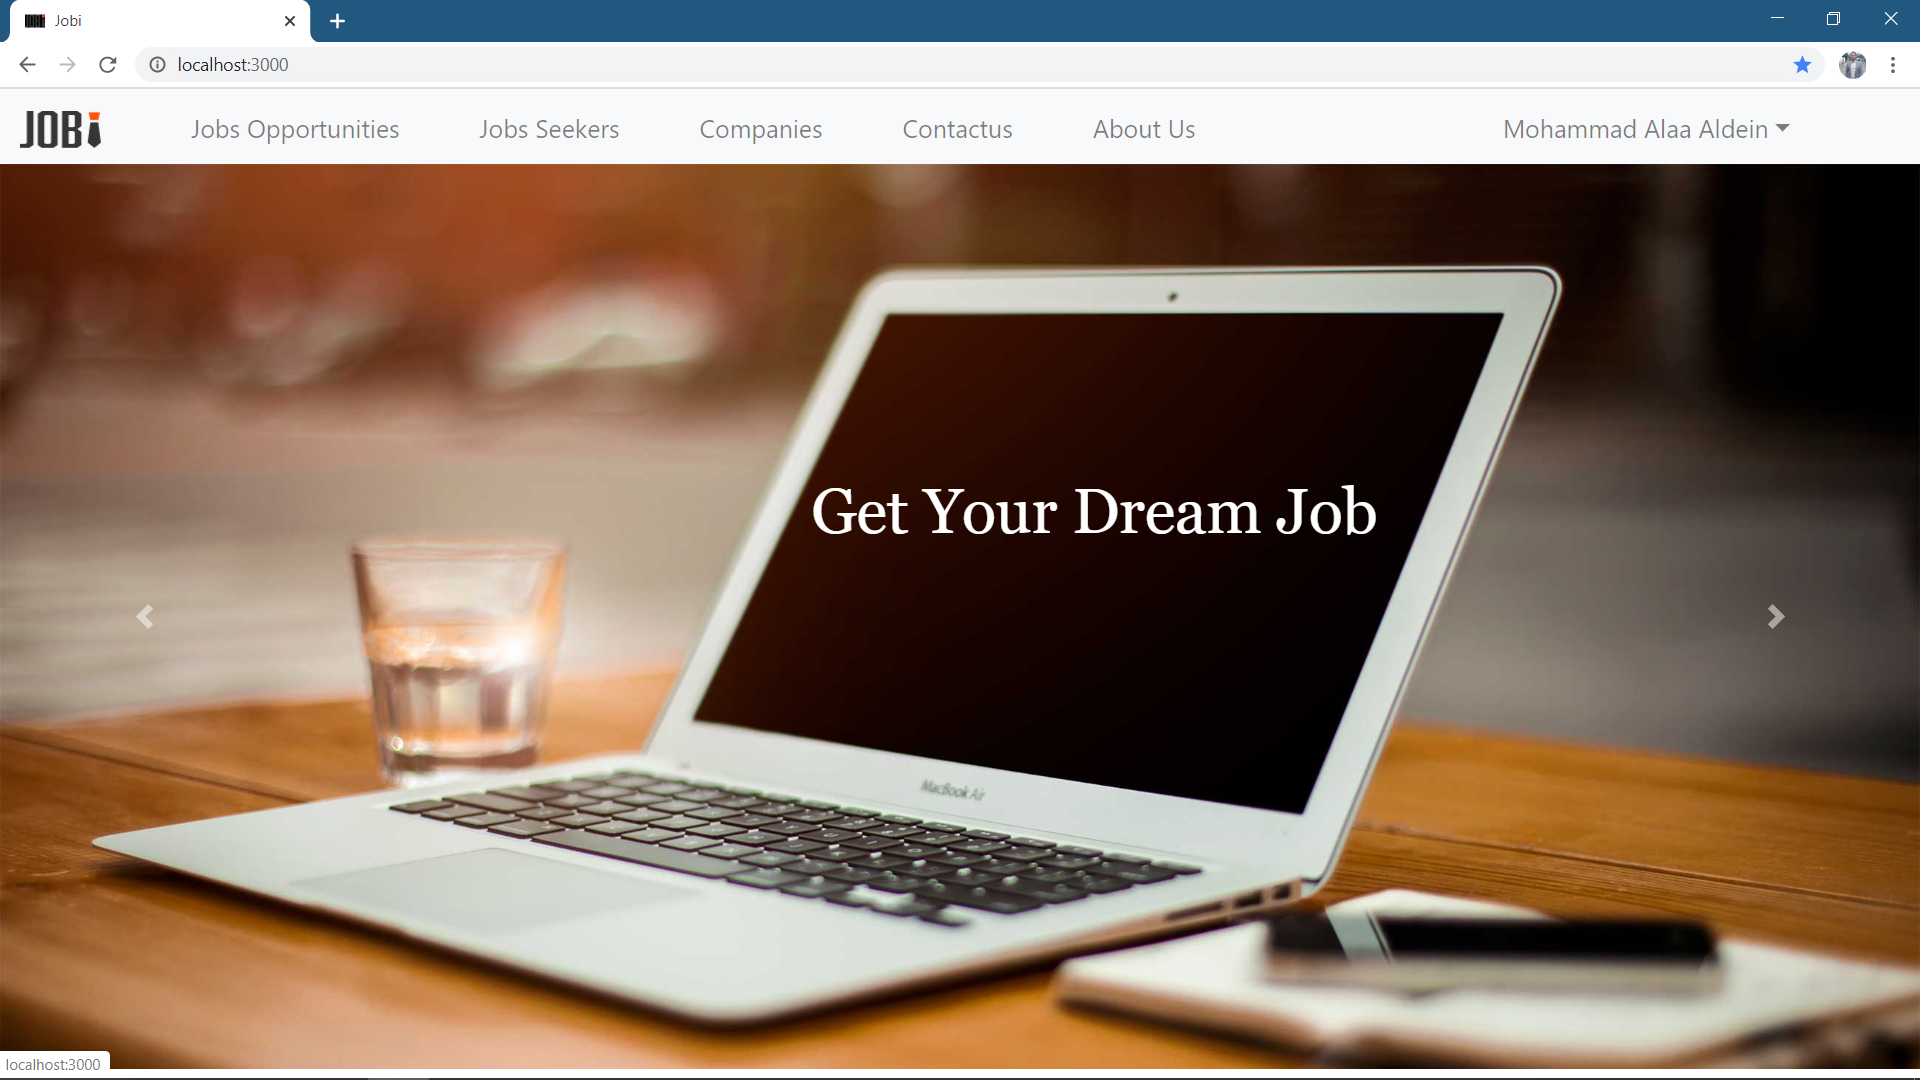 Jobi
localhost:3000
JOBi
Jobs Opportunities
Jobs Seekers
Companies
Contactus
About Us
Mohammad Alaa Aldein
Get Your Dream Job
MacBook Air
localhost:3000